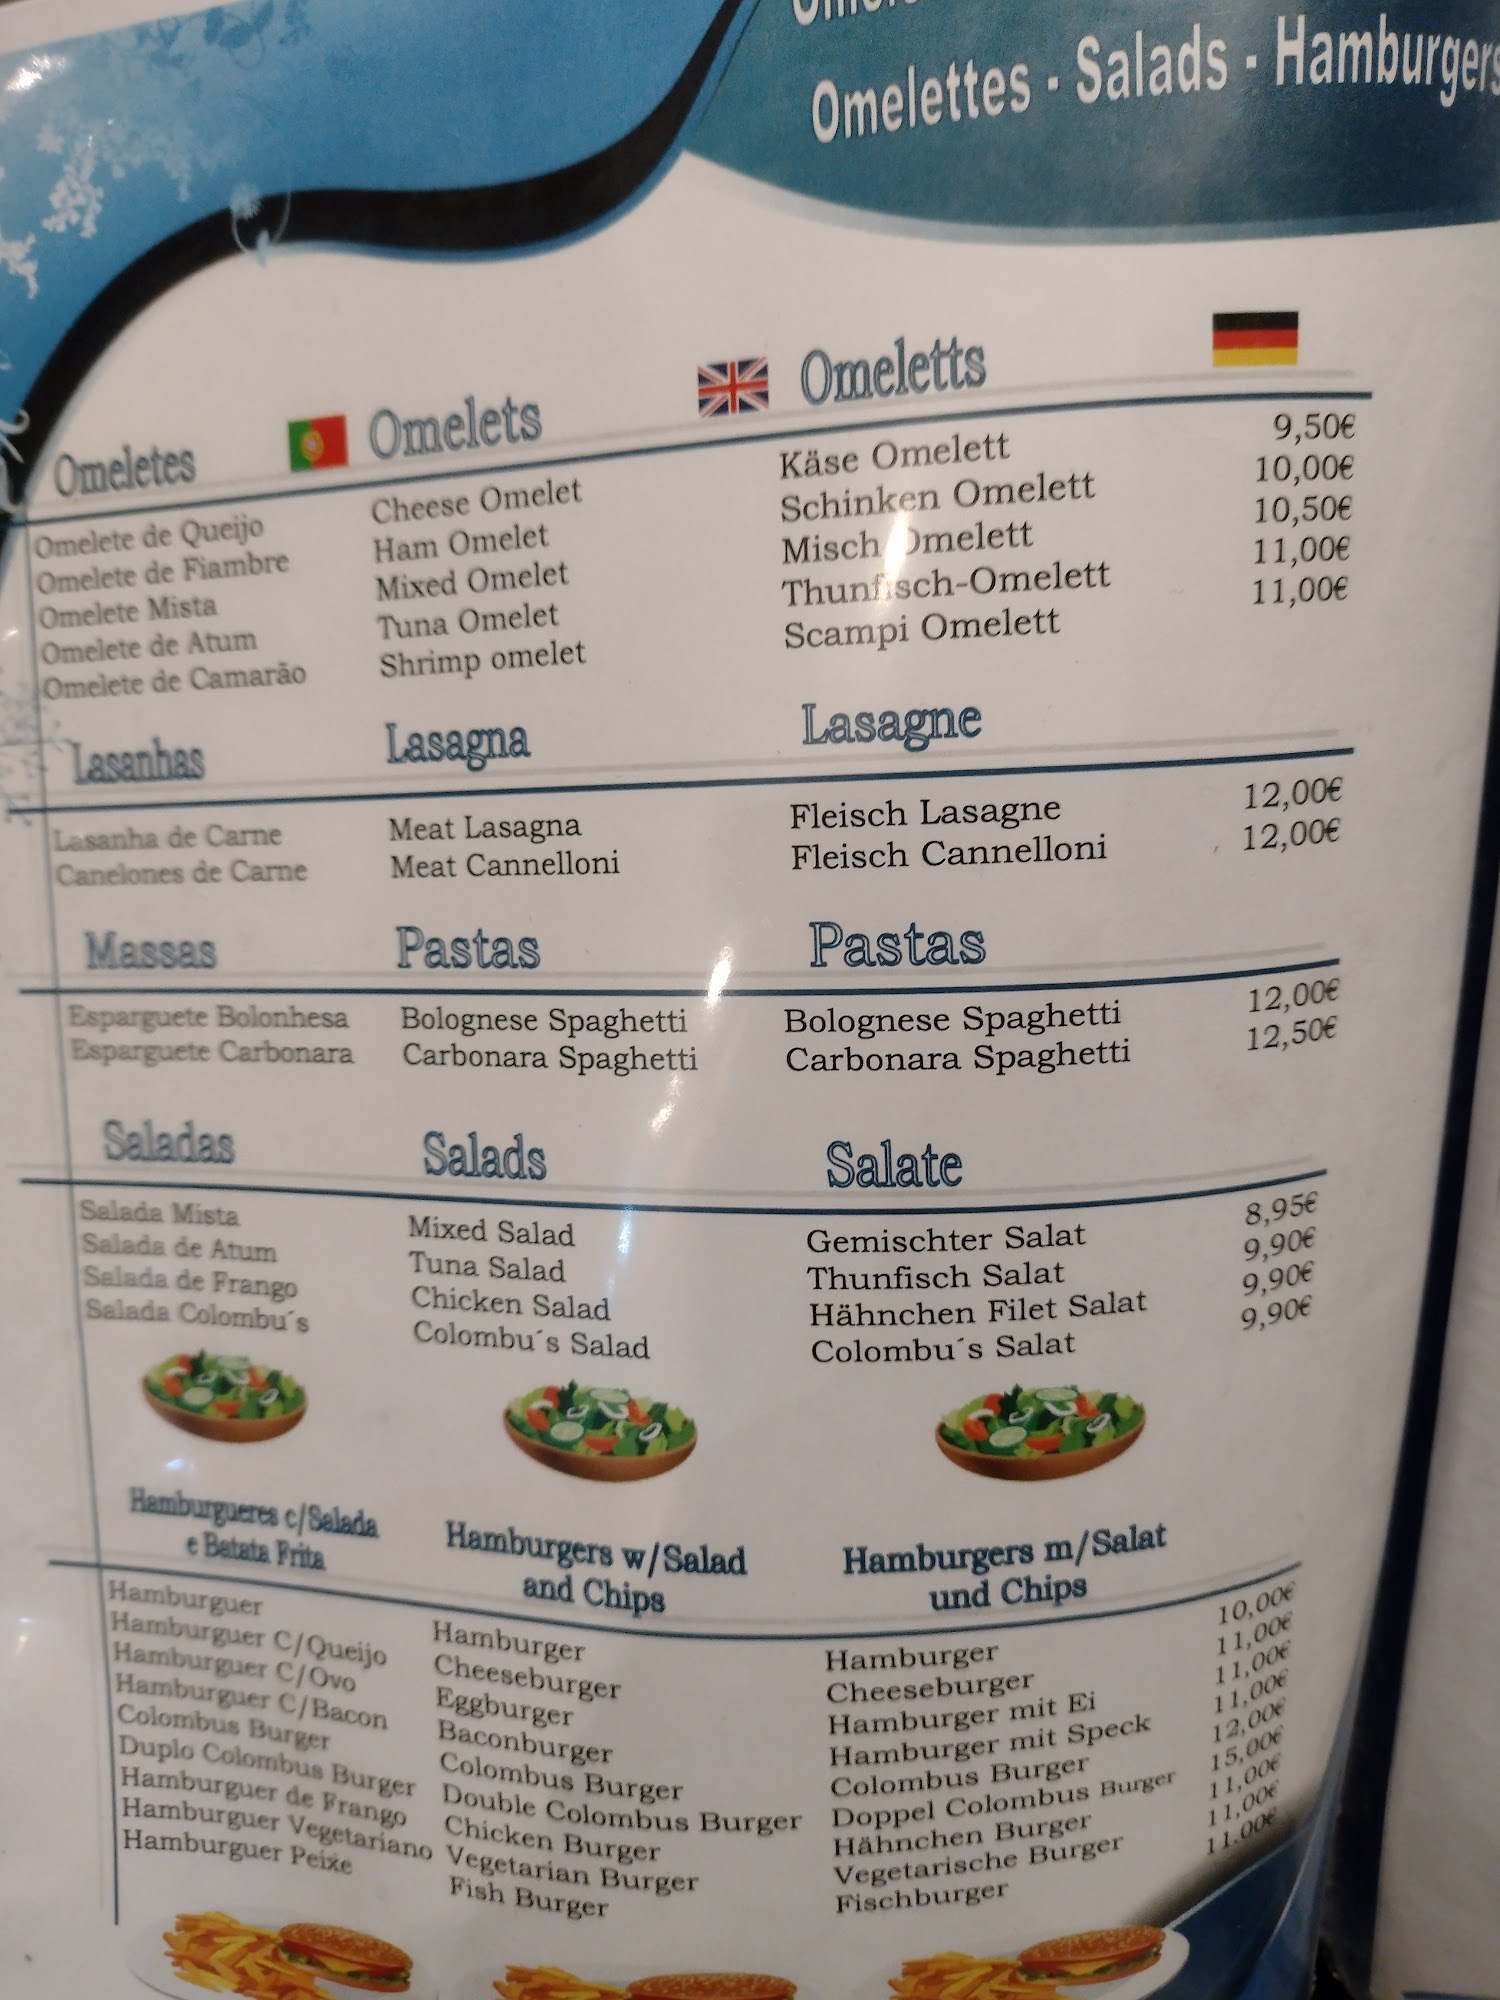 Omelettes - Salads - Hamburgers
Omeletes Omelets Omeletts
Omelete de Queijo Cheese Omelet Käse Omelett 9,50€
Omelete de Fiambre Ham Omelet Schinken Omelett 10,00€
Omelete Mista Mixed Omelet Misch Omelett 10,50€
Omelete de Atum Tuna Omelet Thunfisch-Omelett 11,00€
Omelete de Camarão Shrimp omelet Scampi Omelett 11,00€
Lasanhas Lasagna Lasagne
Lasanha de Carne Meat Lasagna Fleisch Lasagne 12,00€
Canelones de Carne Meat Cannelloni Fleisch Cannelloni 12,00€
Massas Pastas Pastas
Esparguete Bolonhesa Bolognese Spaghetti Bolognese Spaghetti 12,00€
Esparguete Carbonara Carbonara Spaghetti Carbonara Spaghetti 12,50€
Saladas Salads Salate
Salada Mista Mixed Salad Gemischter Salat 8,95€
Salada de Atum Tuna Salad Thunfisch Salat 9,90€
Salada de Frango Chicken Salad Hähnchen Filet Salat 9,90€
Salada Colombu´s Colombu´s Salad Colombu´s Salat 9,90€
Hamburgueres c/Salada Hamburgers w/Salad Hamburgers m/Salat
e Batata Frita and Chips und Chips
Hamburguer Hamburger Hamburger 10,00€
Hamburguer C/Queijo Cheeseburger Cheeseburger 11,00€
Hamburguer C/Ovo Eggburger Hamburger mit Ei 11,00€
Hamburguer C/Bacon Baconburger Hamburger mit Speck 11,00€
Colombus Burger Colombus Burger Colombus Burger 12,00€
Duplo Colombus Burger Double Colombus Burger Doppel Colombus Burger 15,00€
Hamburguer de Frango Chicken Burger Hähnchen Burger 11,00€
Hamburguer Vegetariano Vegetarian Burger Vegetarische Burger 11,00€
Hamburguer Peixe Fish Burger Fischburger 11.00€